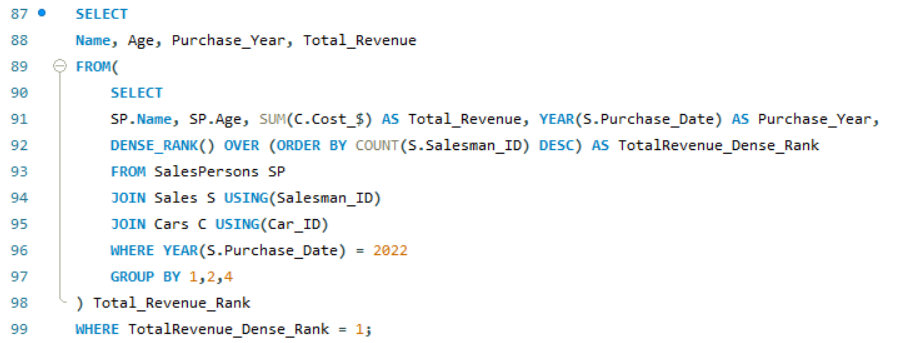 87 SELECT
88 Name, Age, Purchase_Year, Total_Revenue
89 FROM(
90 SELECT
91 SP.Name, SP.Age, SUM(C.Cost_$) AS Total_Revenue, YEAR(S.Purchase_Date) AS Purchase_Year,
92 DENSE_RANK() OVER (ORDER BY COUNT(S.Salesman_ID) DESC) AS TotalRevenue_Dense_Rank
93 FROM SalesPersons SP
94 JOIN Sales S USING(Salesman_ID)
95 JOIN Cars C USING(Car_ID)
96 WHERE YEAR(S.Purchase_Date) = 2022
97 GROUP BY 1,2,4
98 ) Total_Revenue_Rank
99 WHERE TotalRevenue_Dense_Rank = 1;